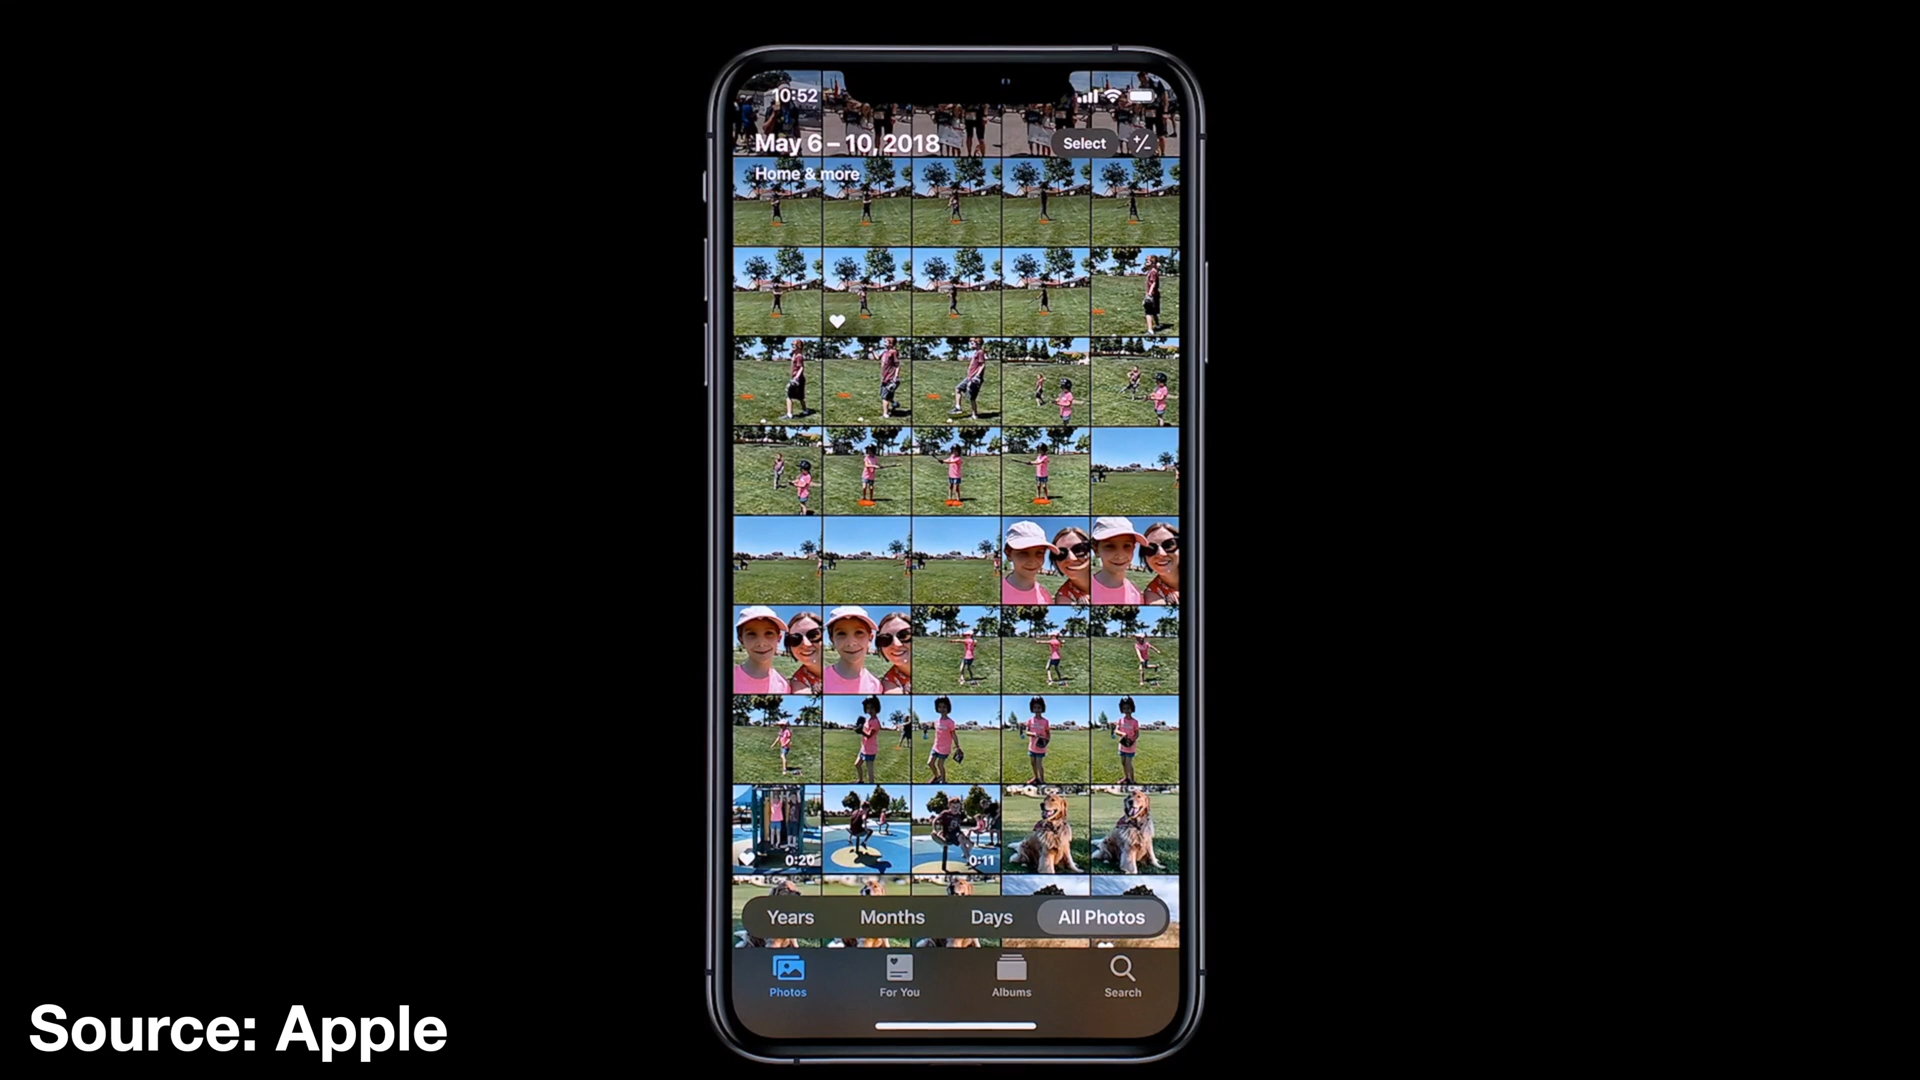 10:52
May 6 – 10, 2018
Select
+/-
Home & more
0:20
0:11
Years Months Days All Photos
Photos For You Albums Search
Source: Apple